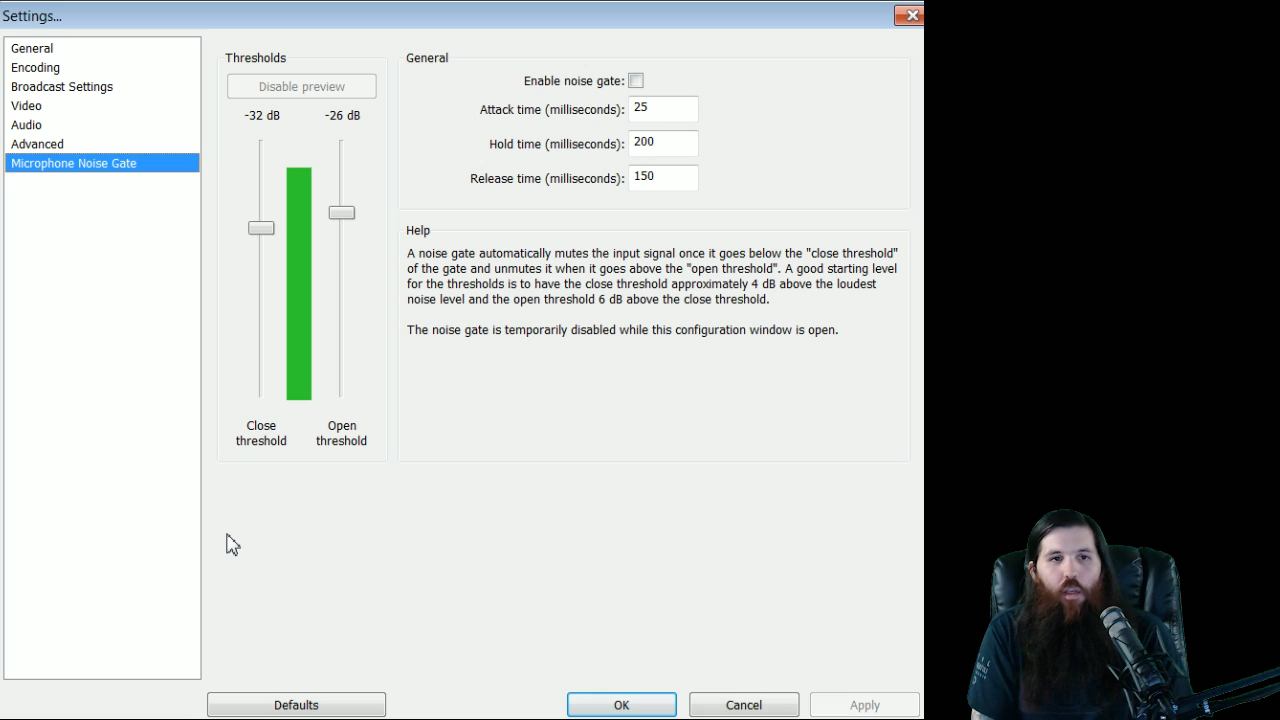 Settings...
General
Encoding
Broadcast Settings
Video
Audio
Advanced
Microphone Noise Gate
Thresholds
Disable preview
-32 dB
-26 dB
Close
threshold
Open
threshold
General
Enable noise gate:
Attack time (milliseconds): 25
Hold time (milliseconds): 200
Release time (milliseconds): 150
Help
A noise gate automatically mutes the input signal once it goes below the "close threshold"
of the gate and unmutes it when it goes above the "open threshold". A good starting level
for the thresholds is to have the close threshold approximately 4 dB above the loudest
noise level and the open threshold 6 dB above the close threshold.
The noise gate is temporarily disabled while this configuration window is open.
Defaults
OK
Cancel
Apply